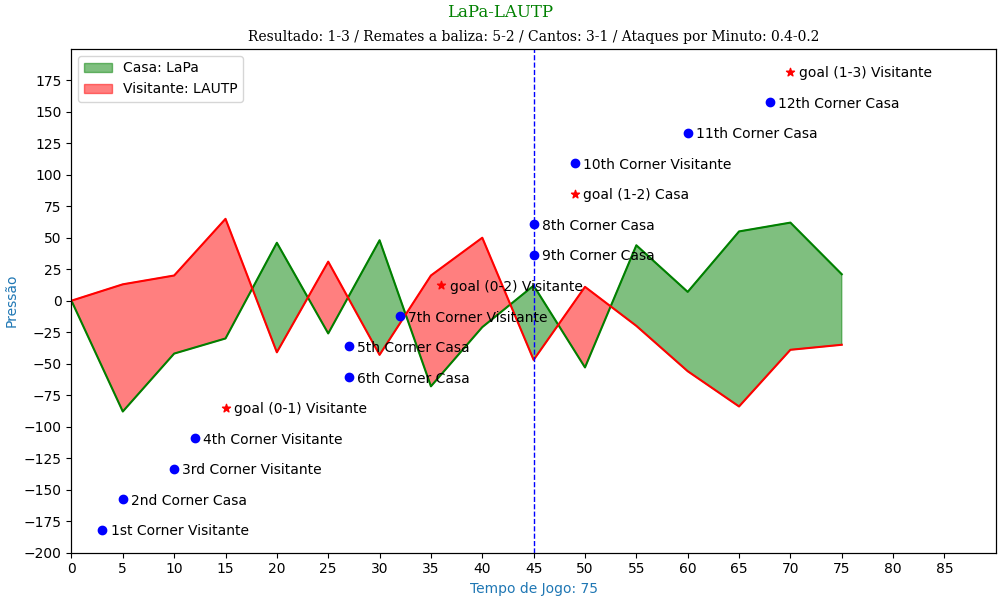 LaPa-LAUTP
Resultado: 1-3 / Remates a baliza: 5-2 / Cantos: 3-1 / Ataques por Minuto: 0.4-0.2
Casa: LaPa
Visitante: LAUTP
goal (1-3) Visitante
12th Corner Casa
11th Corner Casa
10th Corner Visitante
goal (1-2) Casa
8th Corner Casa
9th Corner Casa
goal (0-2) Visitante
7th Corner Visitante
5th Corner Casa
6th Corner Casa
goal (0-1) Visitante
4th Corner Visitante
3rd Corner Visitante
2nd Corner Casa
1st Corner Visitante
Pressão
175
150
125
100
75
50
25
0
−25
−50
−75
−100
−125
−150
−175
−200
0 5 10 15 20 25 30 35 40 45 50 55 60 65 70 75 80 85
Tempo de Jogo: 75